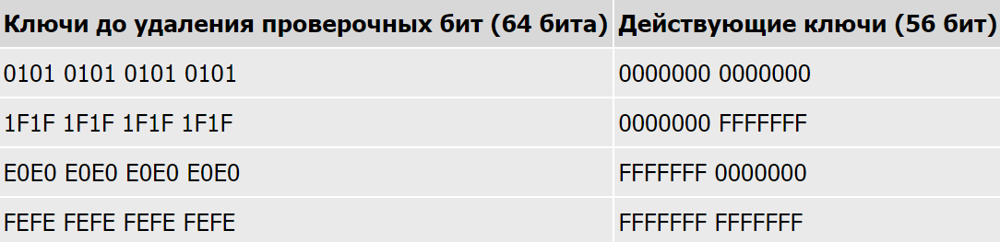 Ключи до удаления проверочных бит (64 бита) Действующие ключи (56 бит)
0101 0101 0101 0101 0000000 0000000
1F1F 1F1F 1F1F 1F1F 0000000 FFFFFFF
E0E0 E0E0 E0E0 E0E0 FFFFFFF 0000000
FEFE FEFE FEFE FEFE FFFFFFF FFFFFFF